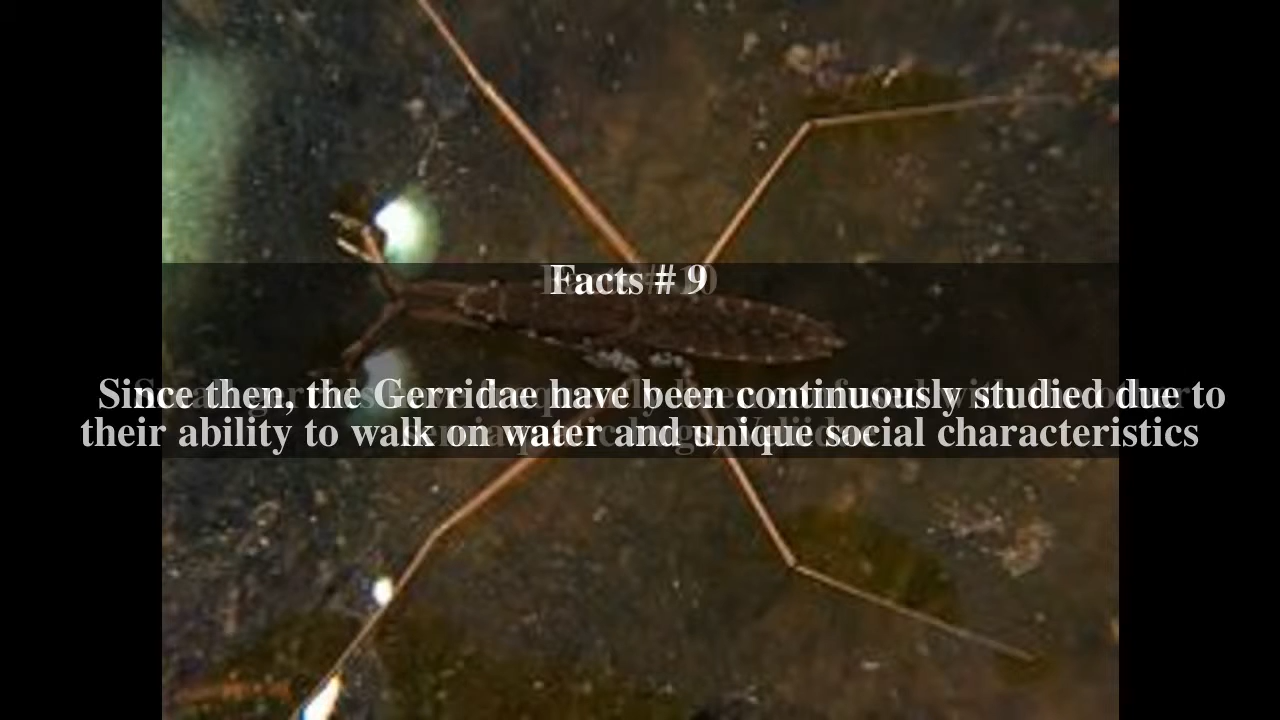 Facts # 9
Since then, the Gerridae have been continuously studied due to
their ability to walk on water and unique social characteristics